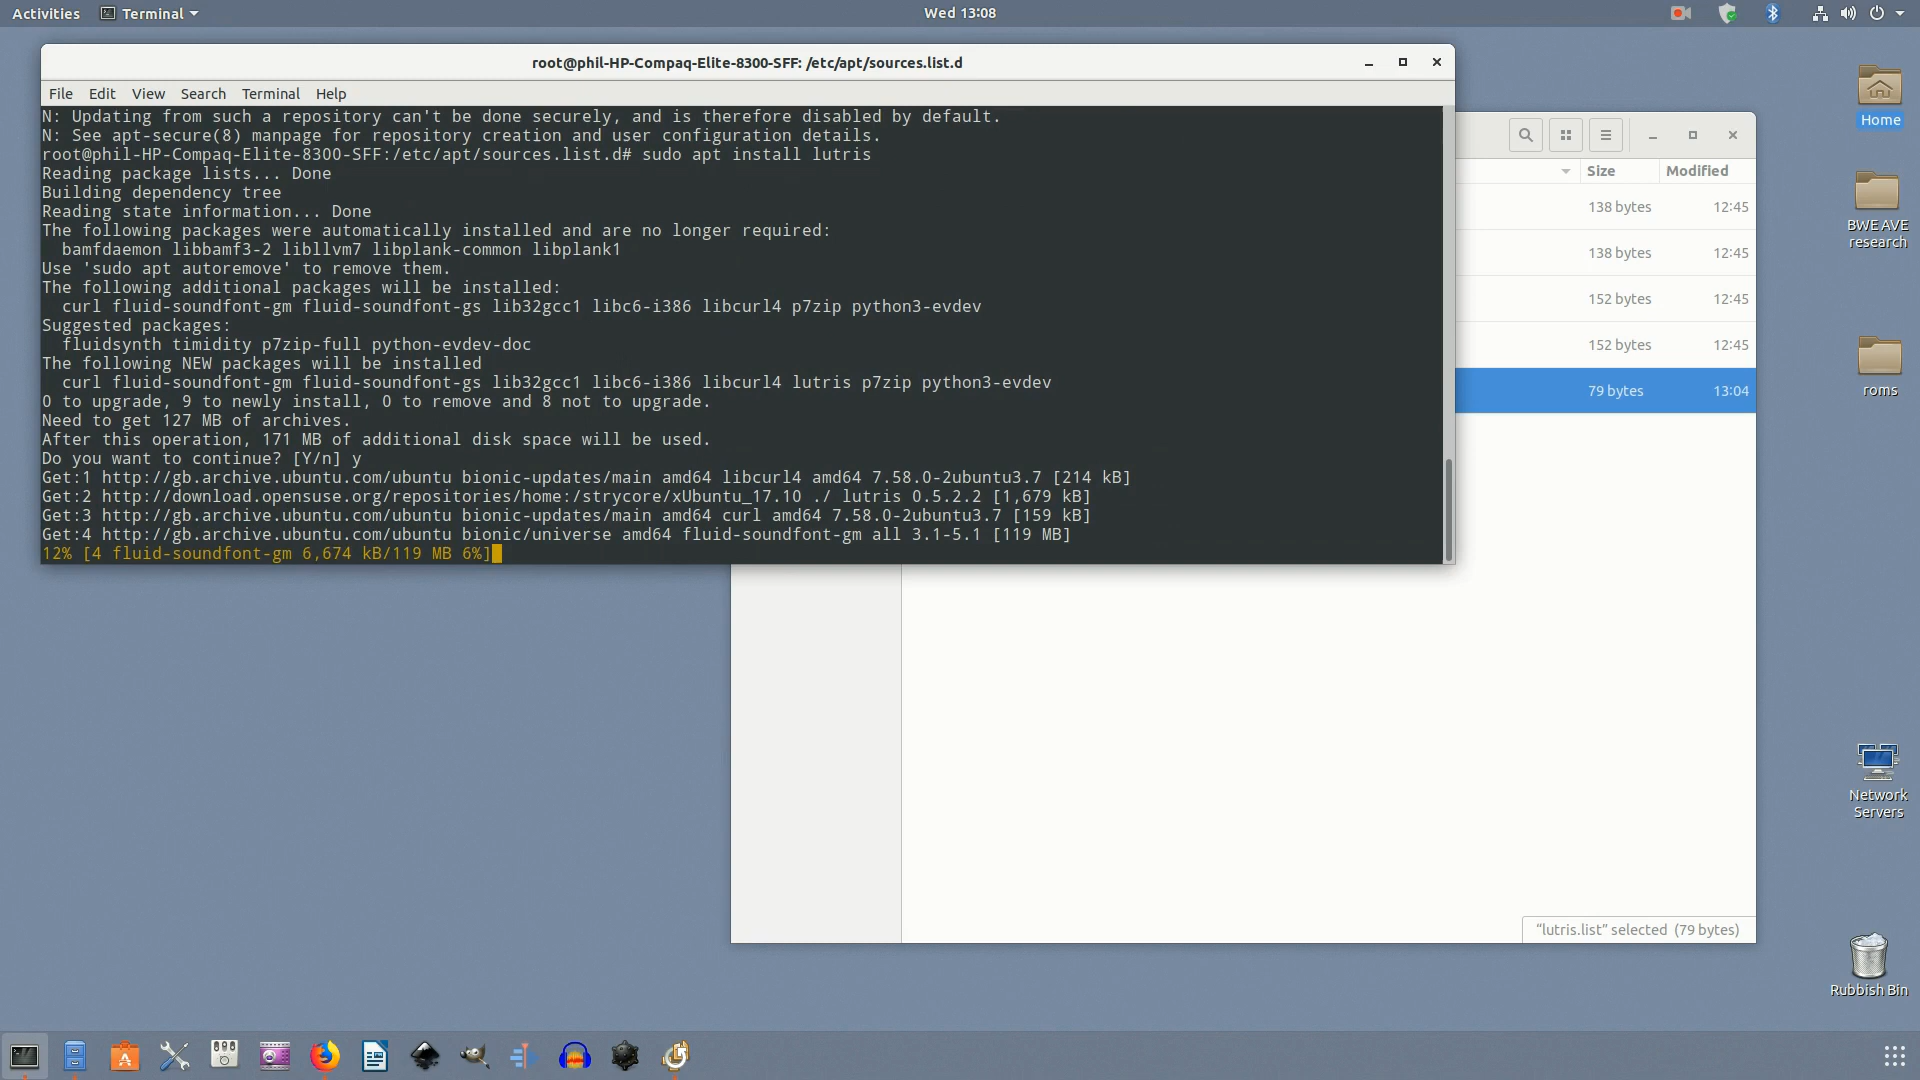 Activities
Terminal
Wed 13:08
root@phil-HP-Compaq-Elite-8300-SFF: /etc/apt/sources.list.d
File Edit View Search Terminal Help
N: Updating from such a repository can't be done securely, and is therefore disabled by default.
N: See apt-secure(8) manpage for repository creation and user configuration details.
root@phil-HP-Compaq-Elite-8300-SFF:/etc/apt/sources.list.d# sudo apt install lutris
Reading package lists... Done
Building dependency tree
Reading state information... Done
The following packages were automatically installed and are no longer required:
bamfdaemon libbamf3-2 libllvm7 libplank-common libplank1
Use 'sudo apt autoremove' to remove them.
The following additional packages will be installed:
curl fluid-soundfont-gm fluid-soundfont-gs lib32gcc1 libc6-i386 libcurl4 p7zip python3-evdev
Suggested packages:
fluidsynth timidity p7zip-full python-evdev-doc
The following NEW packages will be installed
curl fluid-soundfont-gm fluid-soundfont-gs lib32gcc1 libc6-i386 libcurl4 lutris p7zip python3-evdev
0 to upgrade, 9 to newly install, 0 to remove and 8 not to upgrade.
Need to get 127 MB of archives.
After this operation, 171 MB of additional disk space will be used.
Do you want to continue? [Y/n] y
Get:1 http://gb.archive.ubuntu.com/ubuntu bionic-updates/main amd64 libcurl4 amd64 7.58.0-2ubuntu3.7 [214 kB]
Get:2 http://download.opensuse.org/repositories/home:/strycore/xUbuntu_17.10 ./ lutris 0.5.2.2 [1,679 kB]
Get:3 http://gb.archive.ubuntu.com/ubuntu bionic-updates/main amd64 curl amd64 7.58.0-2ubuntu3.7 [159 kB]
Get:4 http://gb.archive.ubuntu.com/ubuntu bionic/universe amd64 fluid-soundfont-gm all 3.1-5.1 [119 MB]
12% [4 fluid-soundfont-gm 6,674 kB/119 MB 6%]
Size Modified
138 bytes 12:45
138 bytes 12:45
152 bytes 12:45
152 bytes 12:45
79 bytes 13:04
“lutris.list” selected (79 bytes)
Home
BWE AVE
research
roms
Network
Servers
Rubbish Bin